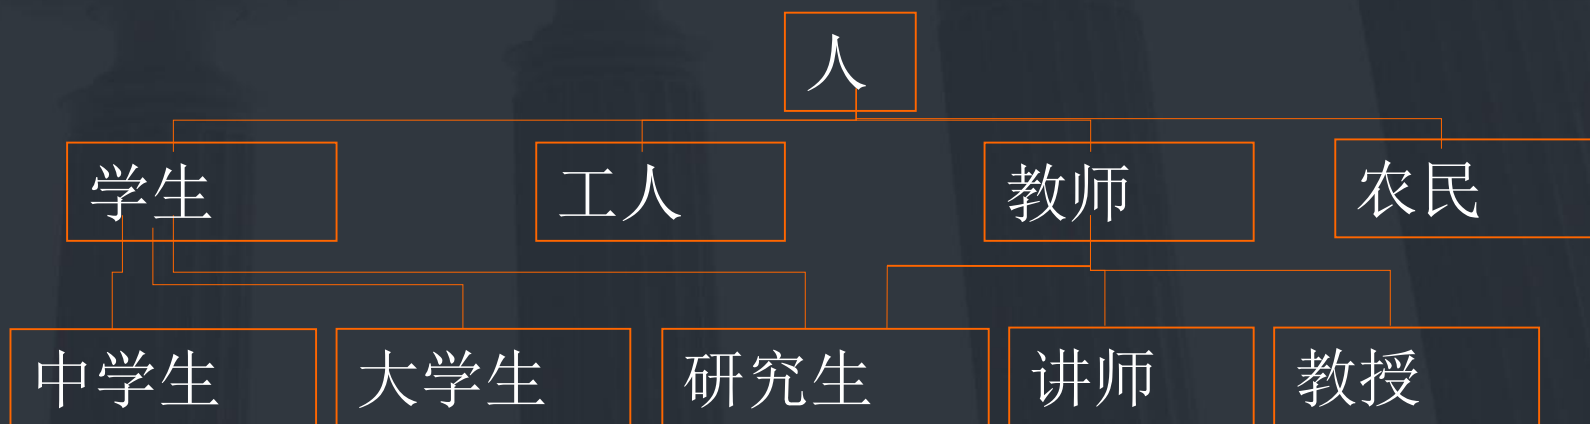 人
学生
工人
教师
农民
中学生
大学生
研究生
讲师
教授